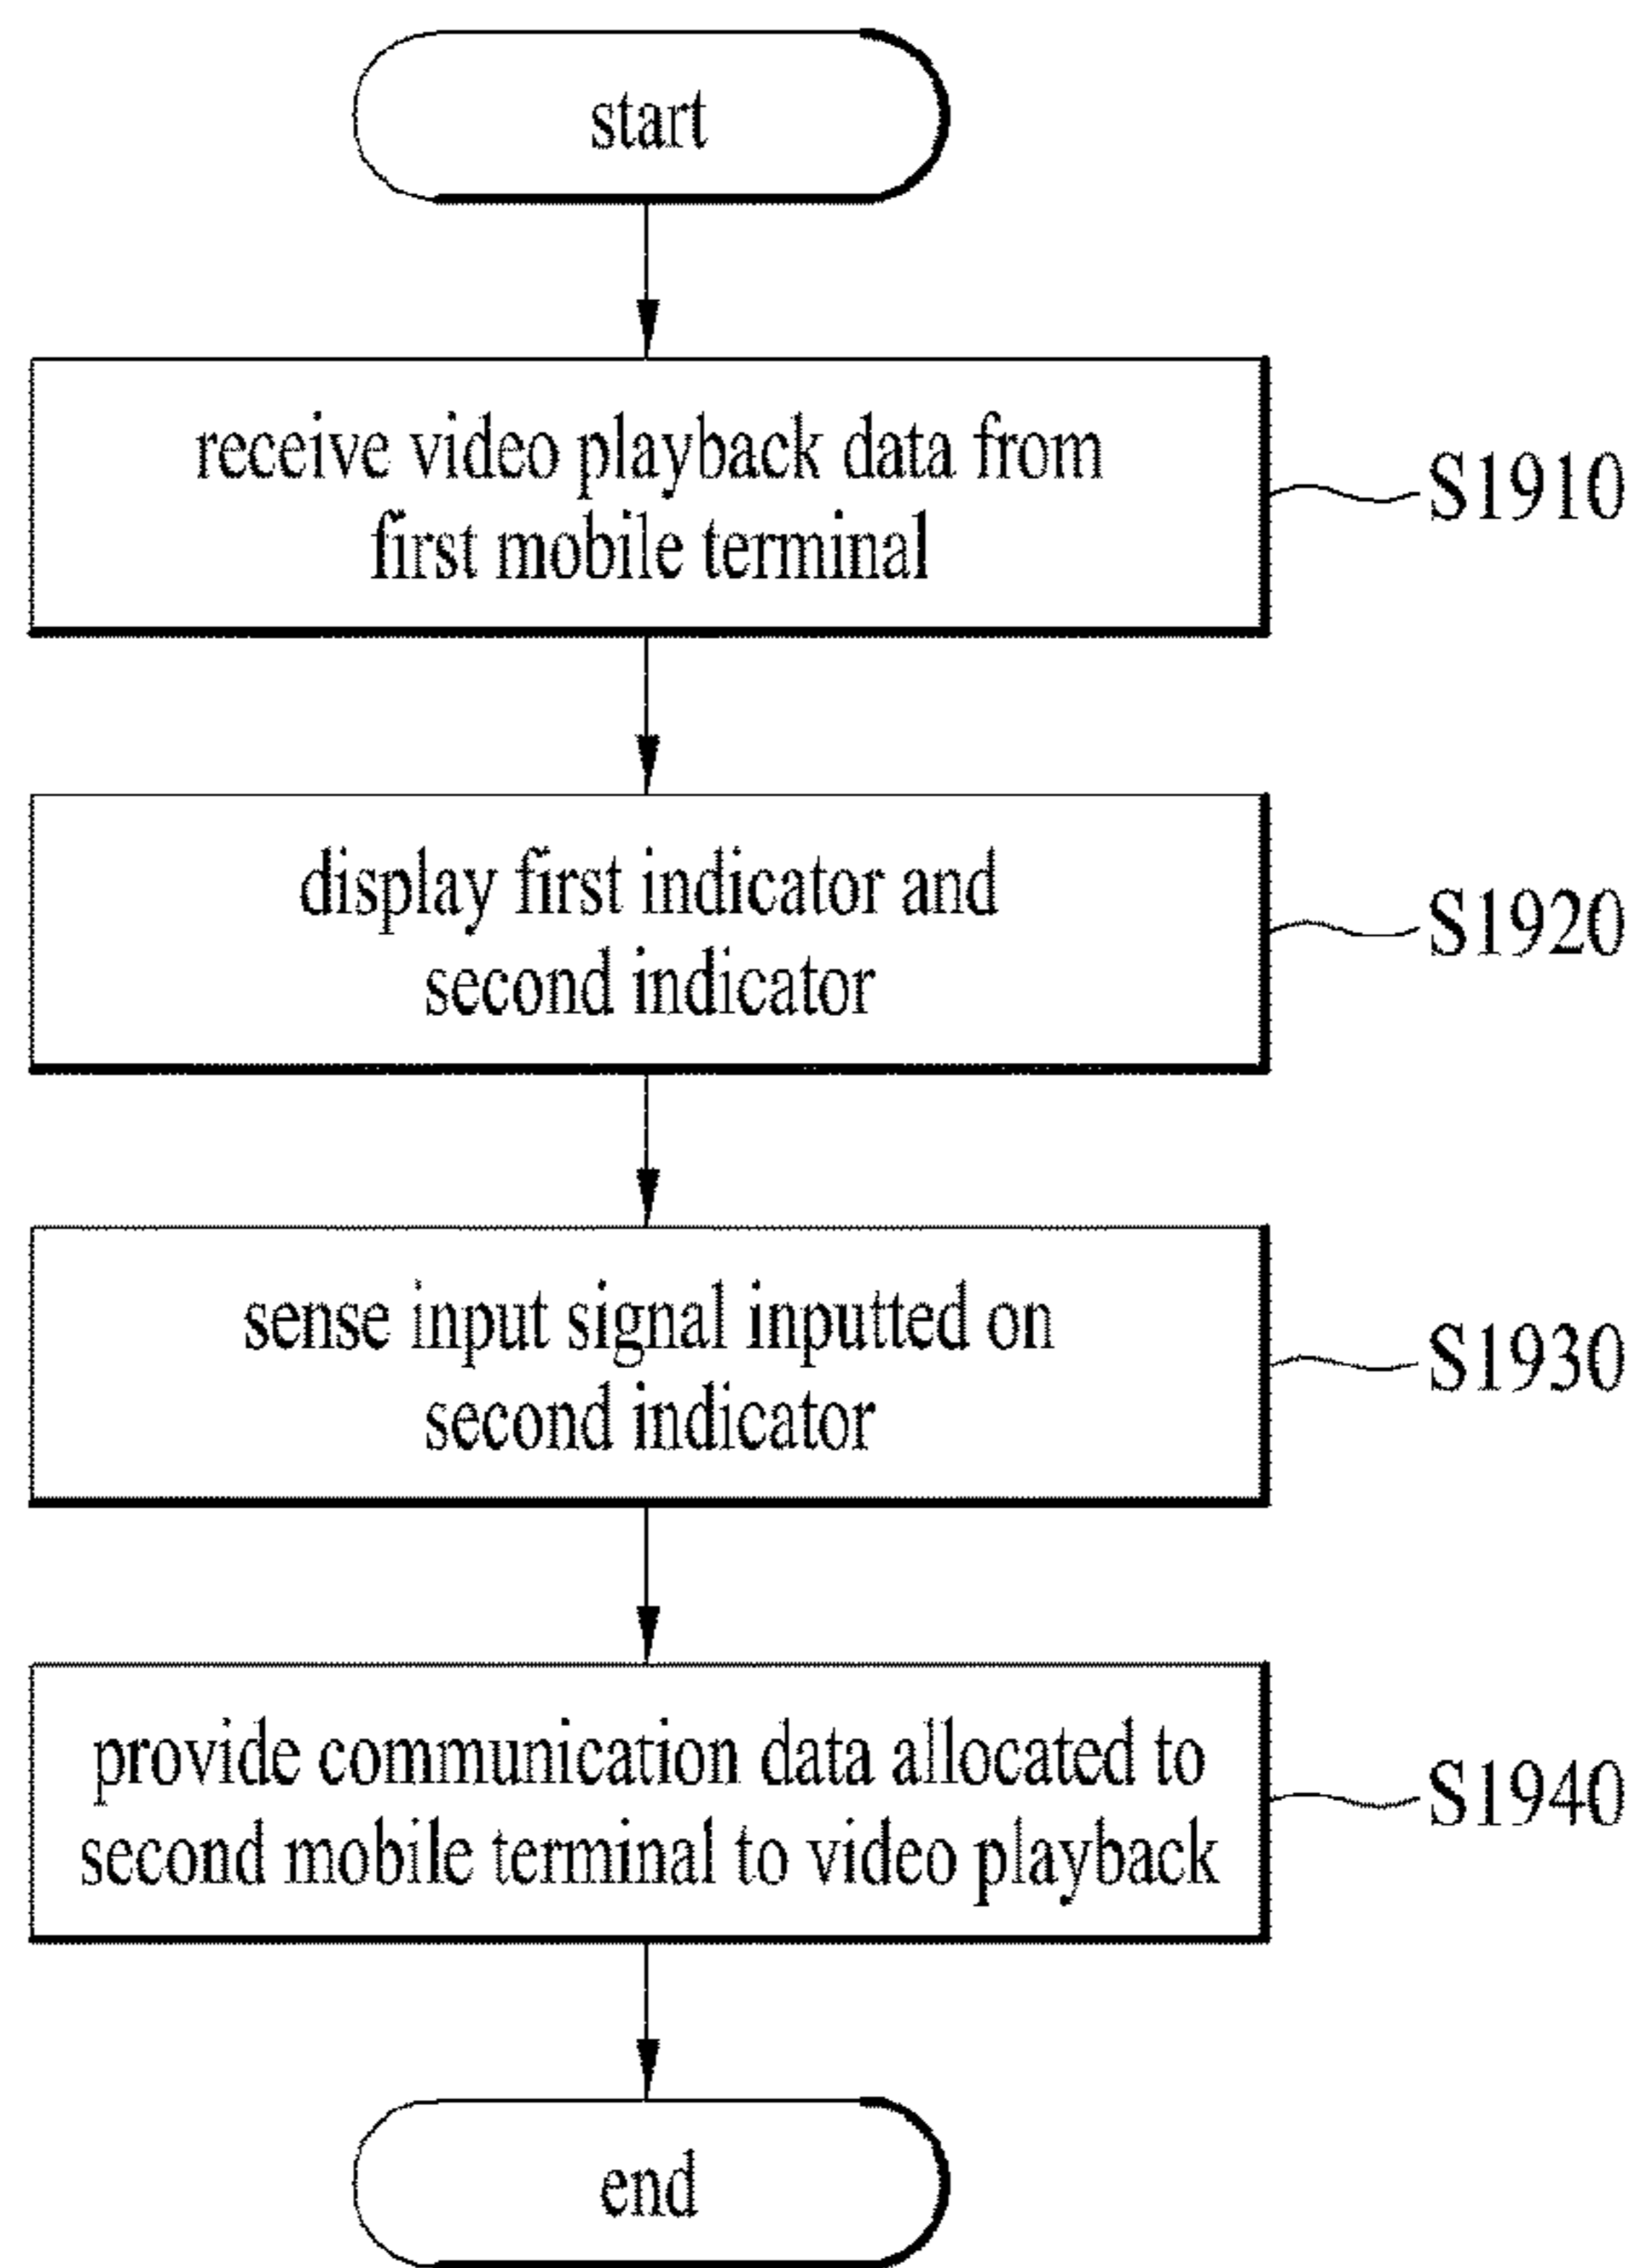 start
receive video playback data from
first mobile terminal
S1910
display first indicator and
second indicator
S1920
sense input signal inputted on
second indicator
S1930
provide communication data allocated to
second mobile terminal to video playback
S1940
end